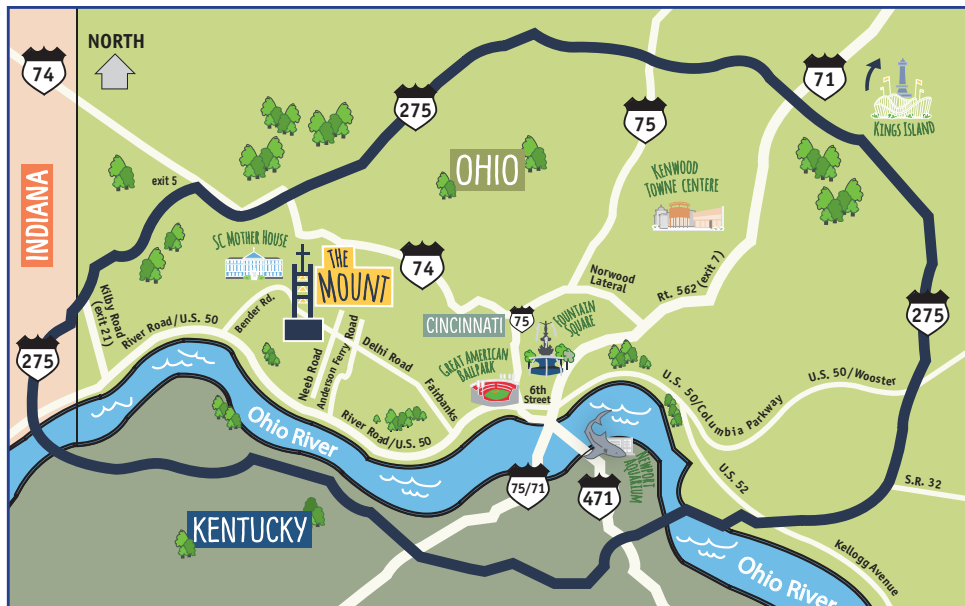 NORTH
74
275
71
KINGS ISLAND
75
OHIO
KENWOOD
TOWNE CENTERE
exit 5
INDIANA
SC MOTHER HOUSE
THE
MOUNT
74
Norwood
Lateral
Rt. 562 (exit 7)
Kilby Road
(exit 21)
River Road/U.S. 50
Bender Rd.
CINCINNATI
75
FOUNTAIN
SQUARE
275
275
Neeb Road
Anderson Ferry Road
Delhi Road
Fairbanks
GREAT AMERICAN
BALLPARK
6th
Street
U.S. 50/Columbia Parkway
U.S. 50/Wooster
Ohio River
River Road/U.S. 50
NEWPORT
AQUARIUM
U.S. 52
S.R. 32
75/71
471
KENTUCKY
Kellogg Avenue
Ohio River